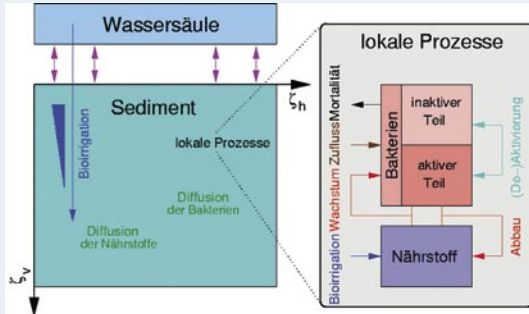 Wassersäule
ζh
Sediment
Bioirrigation
lokale Prozesse
Diffusion
der Bakterien
Diffusion
der Nährstoffe
ζv
lokale Prozesse
Mortalität
Zufluss
Wachstum
Bioirrigation
Bakterien
inaktiver
Teil
aktiver
Teil
(De-)Aktivierung
Abbau
Nährstoff